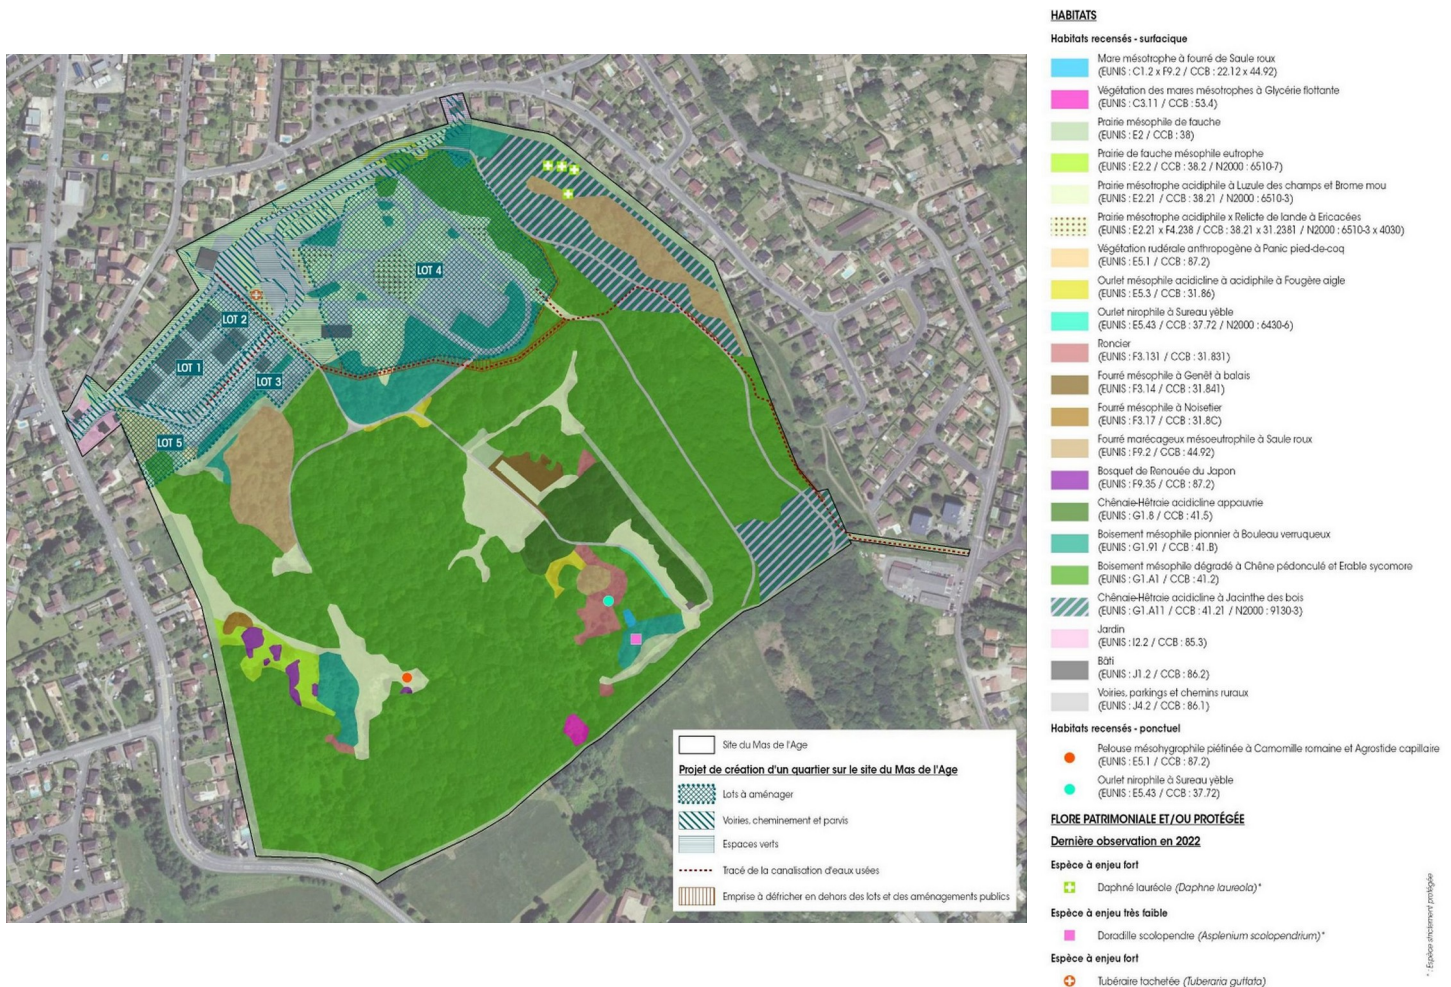 LOT 4
LOT 2
LOT 1
LOT 3
LOT 5
Site du Mas de l'Age
Projet de création d'un quartier sur le site du Mas de l'Age
Lots à aménager
Voiries, cheminement et parvis
Espaces verts
Tracé de la canalisation d'eaux usées
Emprise à défricher en dehors des lots et des aménagements publics
HABITATS
Habitats recensés - surfacique
Mare mésotrophe à fourré de Saule roux
(EUNIS : C1.2 x F9.2 / CCB : 22.12 x 44.92)
Végétation des mares mésotrophes à Glycérie flottante
(EUNIS : C3.11 / CCB : 53.4)
Prairie mésophile de fauche
(EUNIS : E2 / CCB : 38)
Prairie de fauche mésophile eutrophe
(EUNIS : E2.2 / CCB : 38.2 / N2000 : 6510-7)
Prairie mésotrophe acidiphile à Luzule des champs et Brome mou
(EUNIS : E2.21 / CCB : 38.21 / N2000 : 6510-3)
Prairie mésotrophe acidiphile x Relicte de lande à Ericacées
(EUNIS : E2.21 x F4.238 / CCB : 38.21 x 31.2381 / N2000 : 6510-3 x 4030)
Végétation rudérale anthropogène à Panic pied-de-coq
(EUNIS : E5.1 / CCB : 87.2)
Ourlet mésophile acidicline à acidiphile à Fougère aigle
(EUNIS : E5.3 / CCB : 31.86)
Ourlet nirophile à Sureau yèble
(EUNIS : E5.43 / CCB : 37.72 / N2000 : 6430-6)
Roncier
(EUNIS : F3.131 / CCB : 31.831)
Fourré mésophile à Genêt à balais
(EUNIS : F3.14 / CCB : 31.841)
Fourré mésophile à Noisetier
(EUNIS : F3.17 / CCB : 31.8C)
Fourré marécageux mésoeutrophile à Saule roux
(EUNIS : F9.2 / CCB : 44.92)
Bosquet de Renouée du Japon
(EUNIS : F9.35 / CCB : 87.2)
Chênaie-Hêtraie acidicline appauvrie
(EUNIS : G1.8 / CCB : 41.5)
Boisement mésophile pionnier à Bouleau verruqueux
(EUNIS : G1.91 / CCB : 41.B)
Boisement mésophile dégradé à Chêne pédonculé et Erable sycomore
(EUNIS : G1.A1 / CCB : 41.2)
Chênaie-Hêtraie acidicline à Jacinthe des bois
(EUNIS : G1.A11 / CCB : 41.21 / N2000 : 9130-3)
Jardin
(EUNIS : I2.2 / CCB : 85.3)
Bâti
(EUNIS : J1.2 / CCB : 86.2)
Voiries, parkings et chemins ruraux
(EUNIS : J4.2 / CCB : 86.1)
Habitats recensés - ponctuel
Pelouse mésohygrophile piétinée à Camomille romaine et Agrostide capillaire
(EUNIS : E5.1 / CCB : 87.2)
Ourlet nirophile à Sureau yèble
(EUNIS : E5.43 / CCB : 37.72)
FLORE PATRIMONIALE ET/OU PROTÉGÉE
Dernière observation en 2022
Espèce à enjeu fort
Daphné lauréole (Daphne laureola)*
Espèce à enjeu très faible
Doradille scolopendre (Asplenium scolopendrium)*
Espèce à enjeu fort
Tubéraire tachetée (Tuberaria guttata)
* : Espèce strictement protégée